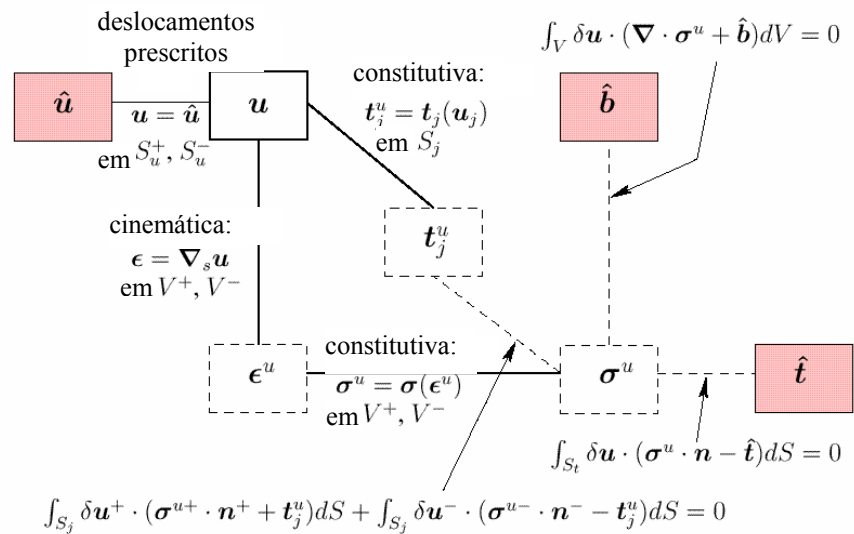 deslocamentos
prescritos
∫_V δu · (∇ · σ^u + b̂)dV = 0
û
u
u = û
em S_u^+, S_u^-
constitutiva:
t_j^u = t_j(u_j)
em S_j
b̂
cinemática:
ϵ = ∇_s u
em V^+, V^-
t_j^u
ϵ^u
constitutiva:
σ^u = σ(ϵ^u)
em V^+, V^-
σ^u
t̂
∫_{S_t} δu · (σ^u · n − t̂)dS = 0
∫_{S_j} δu^+ · (σ^{u+} · n^+ + t_j^u)dS + ∫_{S_j} δu^- · (σ^{u-} · n^- − t_j^u)dS = 0